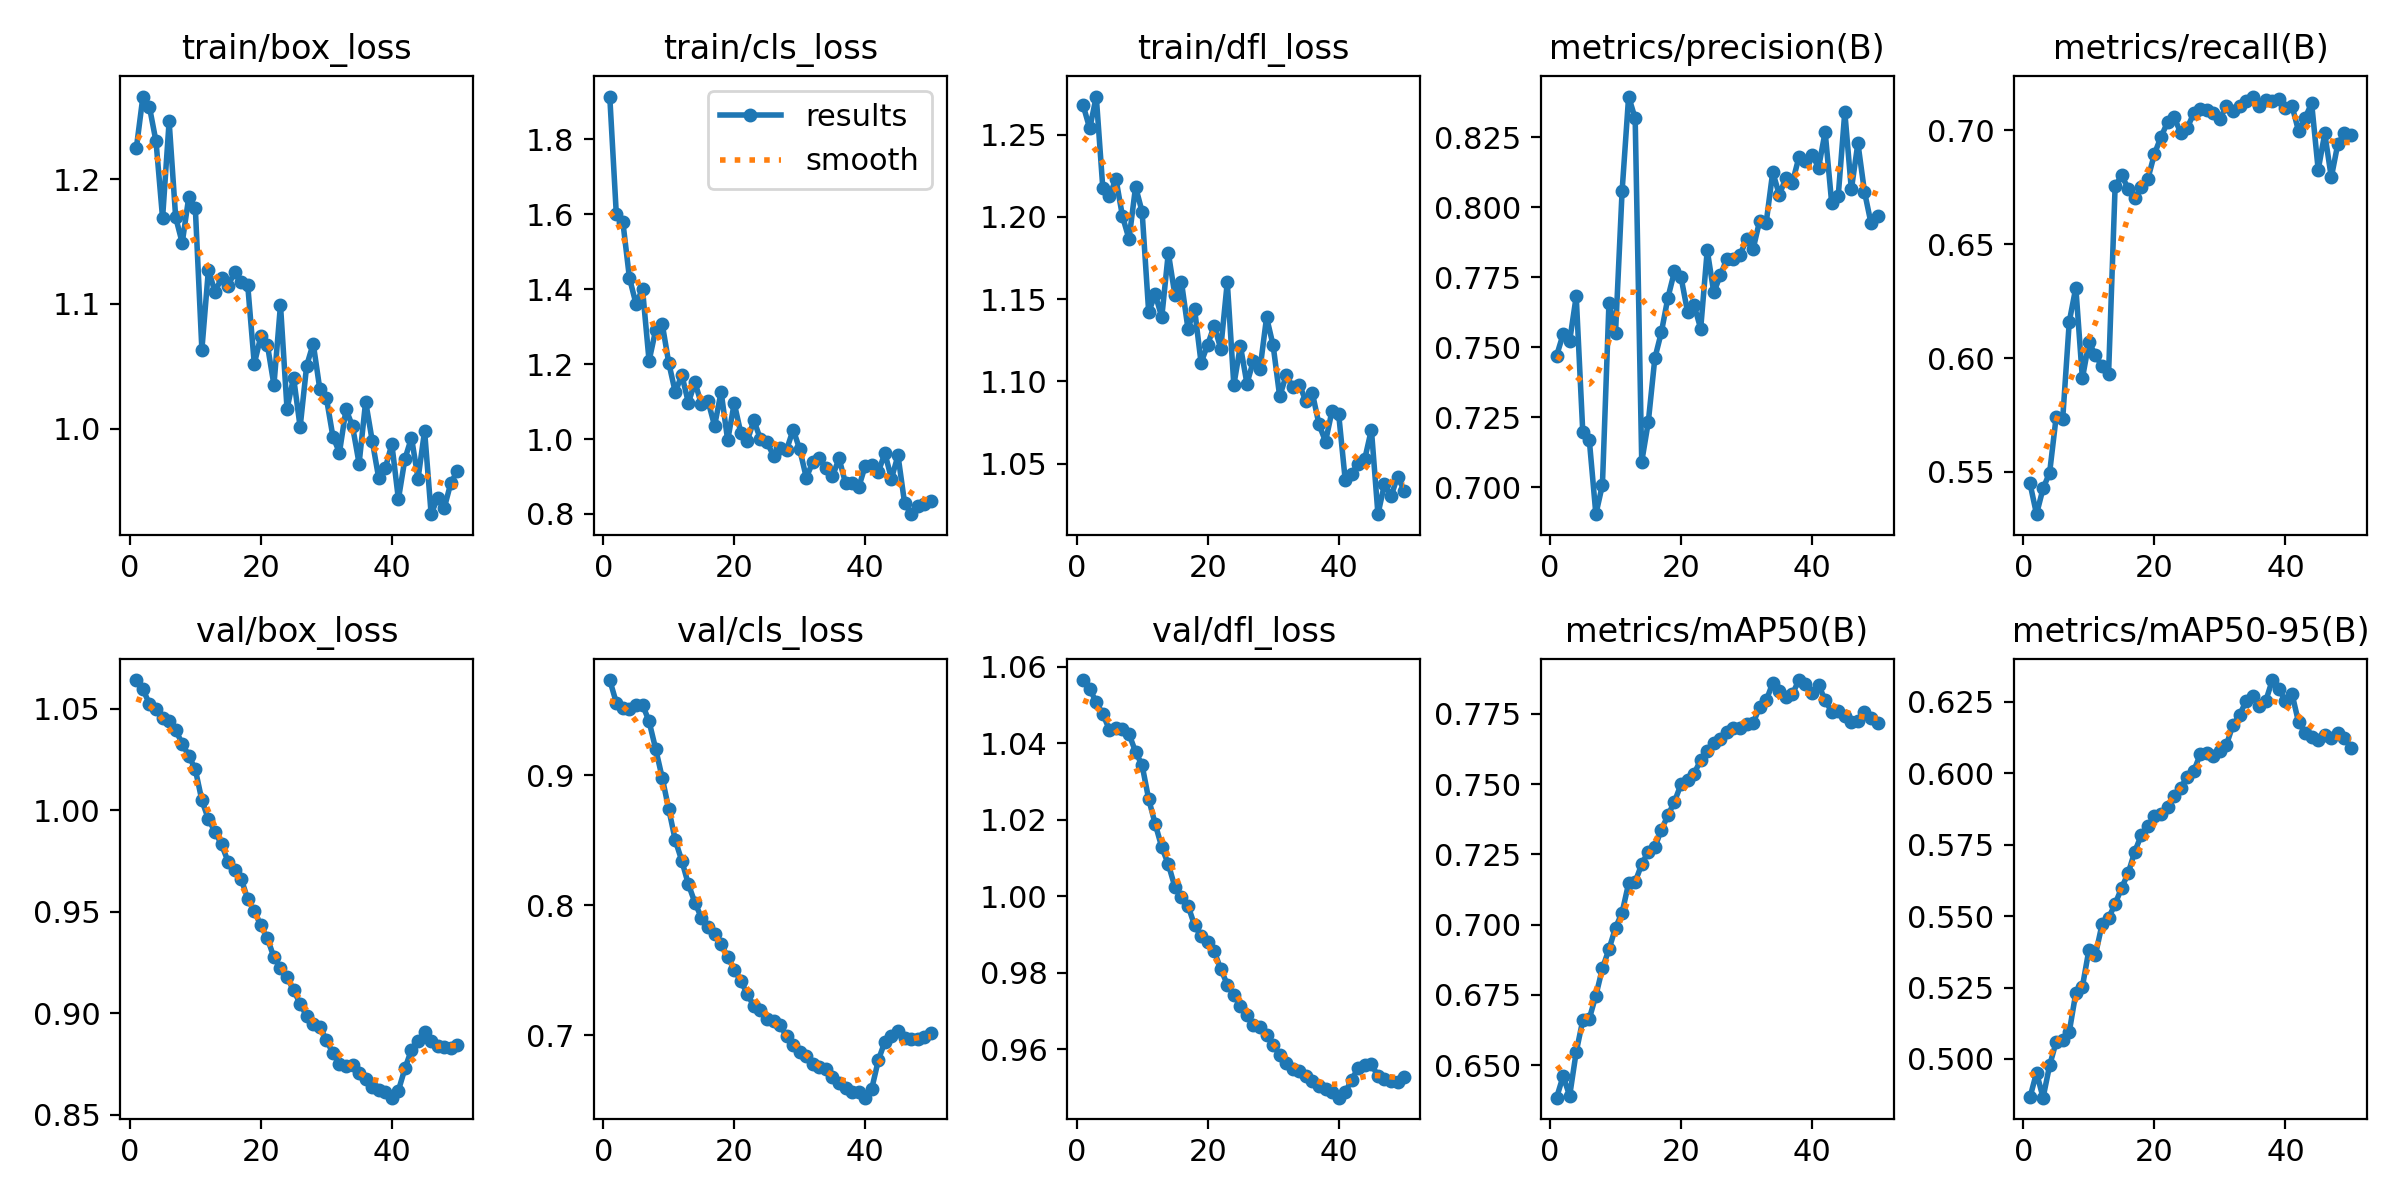 train/box_loss
1.2
1.1
1.0
0 20 40
train/cls_loss
results
smooth
1.8
1.6
1.4
1.2
1.0
0.8
0 20 40
train/dfl_loss
1.25
1.20
1.15
1.10
1.05
0 20 40
metrics/precision(B)
0.825
0.800
0.775
0.750
0.725
0.700
0 20 40
metrics/recall(B)
0.70
0.65
0.60
0.55
0 20 40
val/box_loss
1.05
1.00
0.95
0.90
0.85
0 20 40
val/cls_loss
0.9
0.8
0.7
0 20 40
val/dfl_loss
1.06
1.04
1.02
1.00
0.98
0.96
0 20 40
metrics/mAP50(B)
0.775
0.750
0.725
0.700
0.675
0.650
0 20 40
metrics/mAP50-95(B)
0.625
0.600
0.575
0.550
0.525
0.500
0 20 40